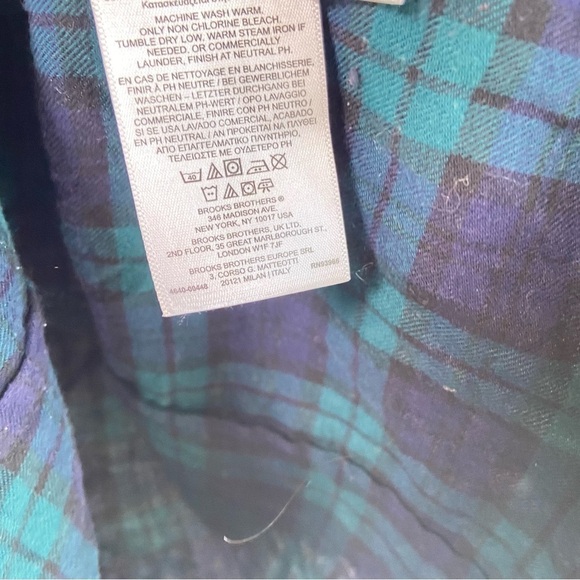 MACHINE WASH WARM.
ONLY NON CHLORINE BLEACH.
TUMBLE DRY LOW, WARM STEAM IRON IF
NEEDED, OR COMMERCIALLY
LAUNDER, FINISH AT NEUTRAL PH.
EN CAS DE NETTOYAGE EN BLANCHISSERIE,
FINIR À PH NEUTRE / BEI GEWERBLICHEM
WASCHEN – LETZTER DURCHGANG BEI
NEUTRALEM PH-WERT / OPO LAVAGGIO
COMMERCIALE, FINIRE CON PH NEUTRO /
SI SE USA LAVADO COMERCIAL, ACABADO
EN PH NEUTRO / ΑΝ ΠΡΟΚΕΙΤΑΙ ΝΑ ΠΛΥΘΕΙ
ΑΠΟ ΕΠΑΓΓΕΛΜΑΤΙΚΟ ΠΛΥΝΤΗΡΙΟ,
ΤΕΛΕΙΩΣΤΕ ΜΕ ΟΥΔΕΤΕΡΟ PH
40
BROOKS BROTHERS ®
346 MADISON AVE.
NEW YORK, NY 10017 USA
BROOKS BROTHERS, UK LTD.
2ND FLOOR, 35 GREAT MARLBOROUGH ST.
LONDON W1F 7JF
BROOKS BROTHERS EUROPE SRL
3, CORSO G. MATTEOTTI
20121 MILAN | ITALY